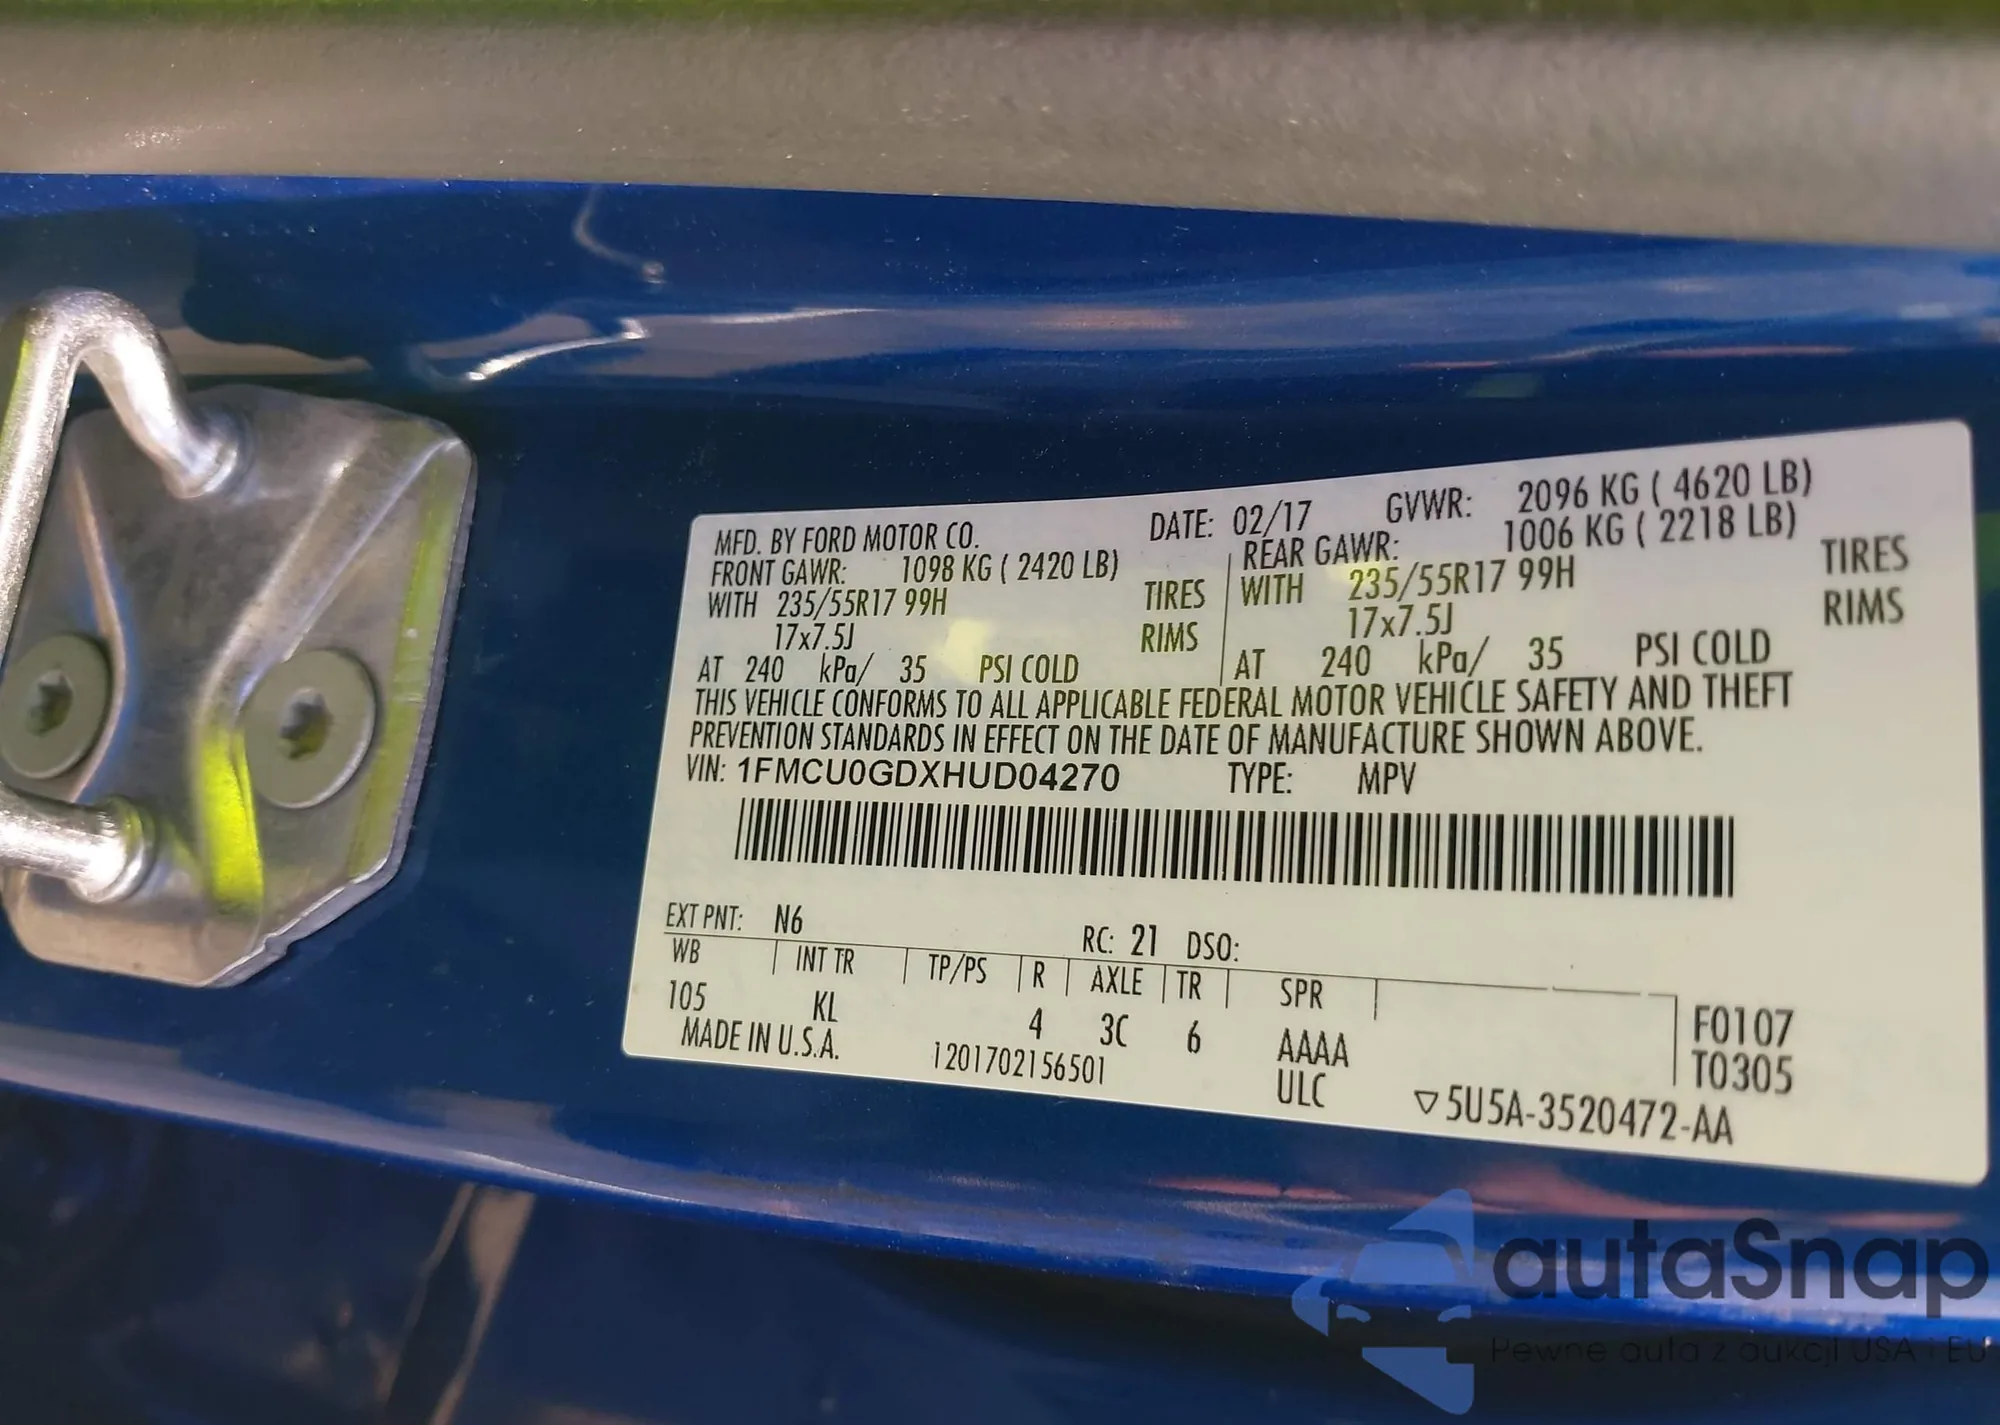 MFD. BY FORD MOTOR CO. DATE: 02/17 GVWR: 2096 KG ( 4620 LB)
FRONT GAWR: 1098 KG ( 2420 LB) REAR GAWR: 1006 KG ( 2218 LB)
WITH 235/55R17 99H TIRES WITH 235/55R17 99H TIRES
17x7.5J RIMS 17x7.5J RIMS
AT 240 kPa/ 35 PSI COLD AT 240 kPa/ 35 PSI COLD
THIS VEHICLE CONFORMS TO ALL APPLICABLE FEDERAL MOTOR VEHICLE SAFETY AND THEFT
PREVENTION STANDARDS IN EFFECT ON THE DATE OF MANUFACTURE SHOWN ABOVE.
VIN: 1FMCU0GDXHUD04270 TYPE: MPV
EXT PNT: N6 RC: 21 DSO:
WB INT TR TP/PS R AXLE TR SPR
105 KL 4 3C 6 AAAA F0107
MADE IN U.S.A. 1201702156501 ULC T0305
▽5U5A-3520472-AA
autaSnap
Pewne auta z aukcji USA i EU